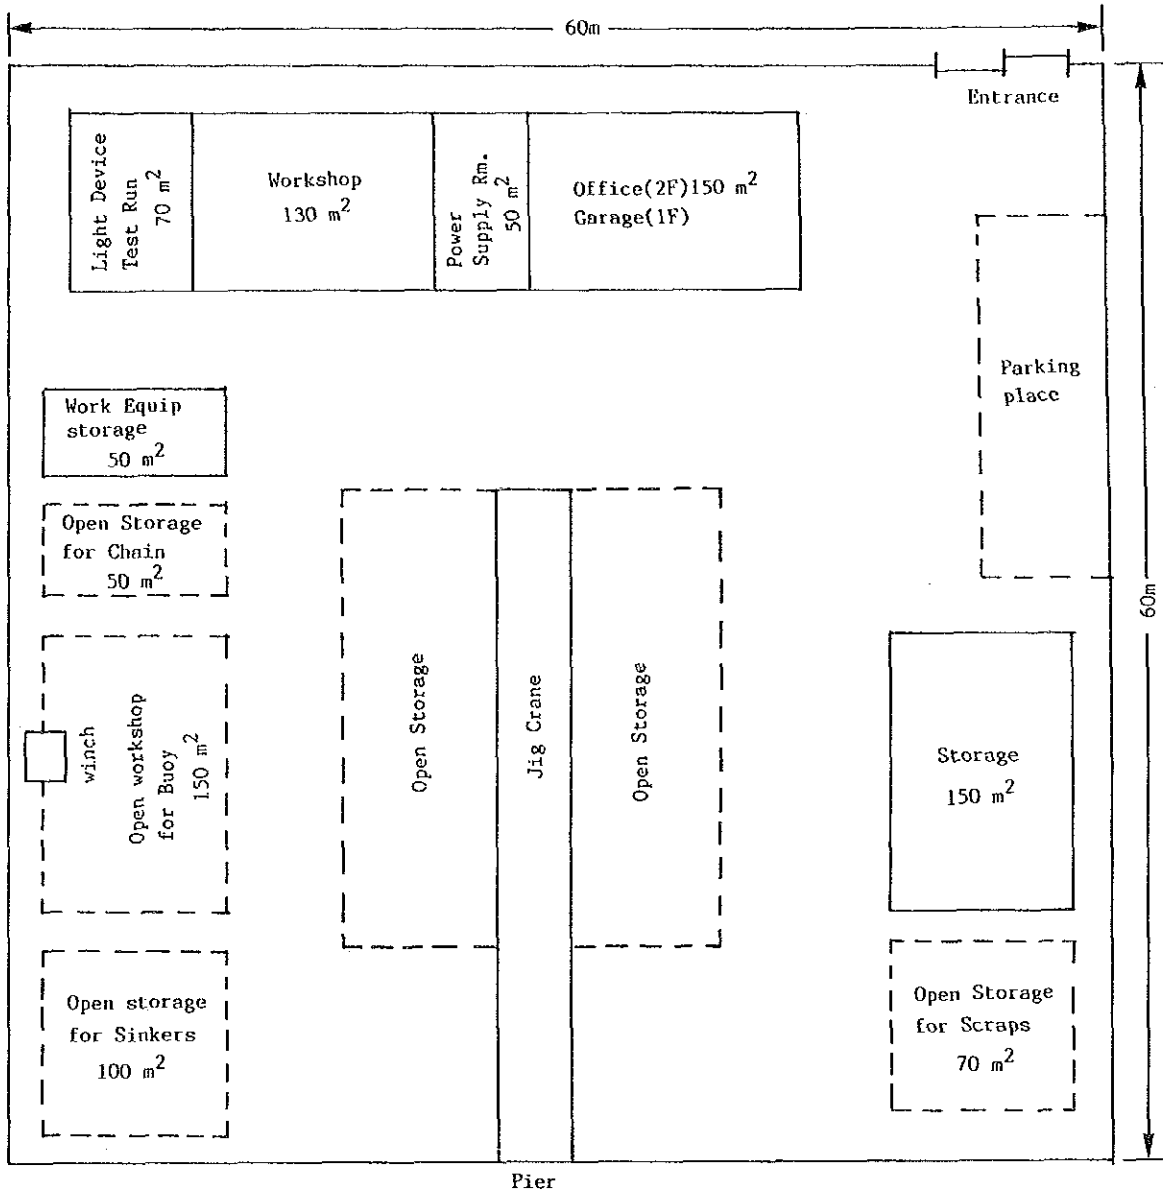 60m
Entrance
Light Device
Test Run
70 m²
Workshop
130 m²
Power
Supply Rm.
50 m²
Office(2F)150 m²
Garage(1F)
Parking
place
Work Equip
storage
50 m²
Open Storage
for Chain
50 m²
60m
winch
Open workshop
for Buoy
150 m²
Open Storage
Jig Crane
Open Storage
Storage
150 m²
Open storage
for Sinkers
100 m²
Open Storage
for Scraps
70 m²
Pier